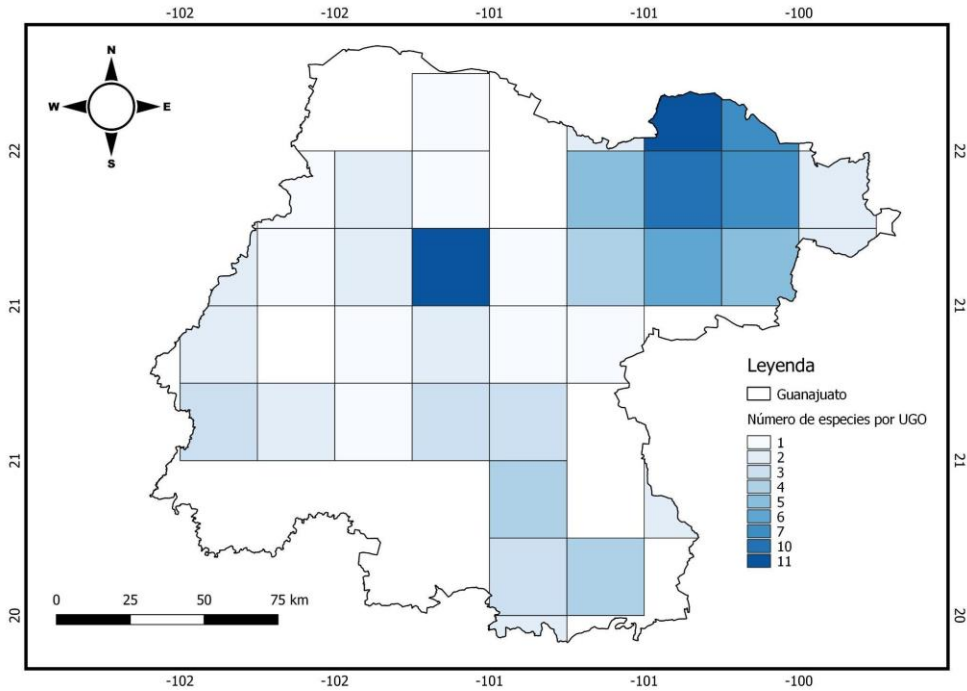 -102 -102 -101 -101 -100
N
W E
S
22 22
21 21
21 21
20 20
Leyenda
Guanajuato
Número de especies por UGO
1
2
3
4
5
6
7
10
11
0 25 50 75 km
-102 -102 -101 -101 -100